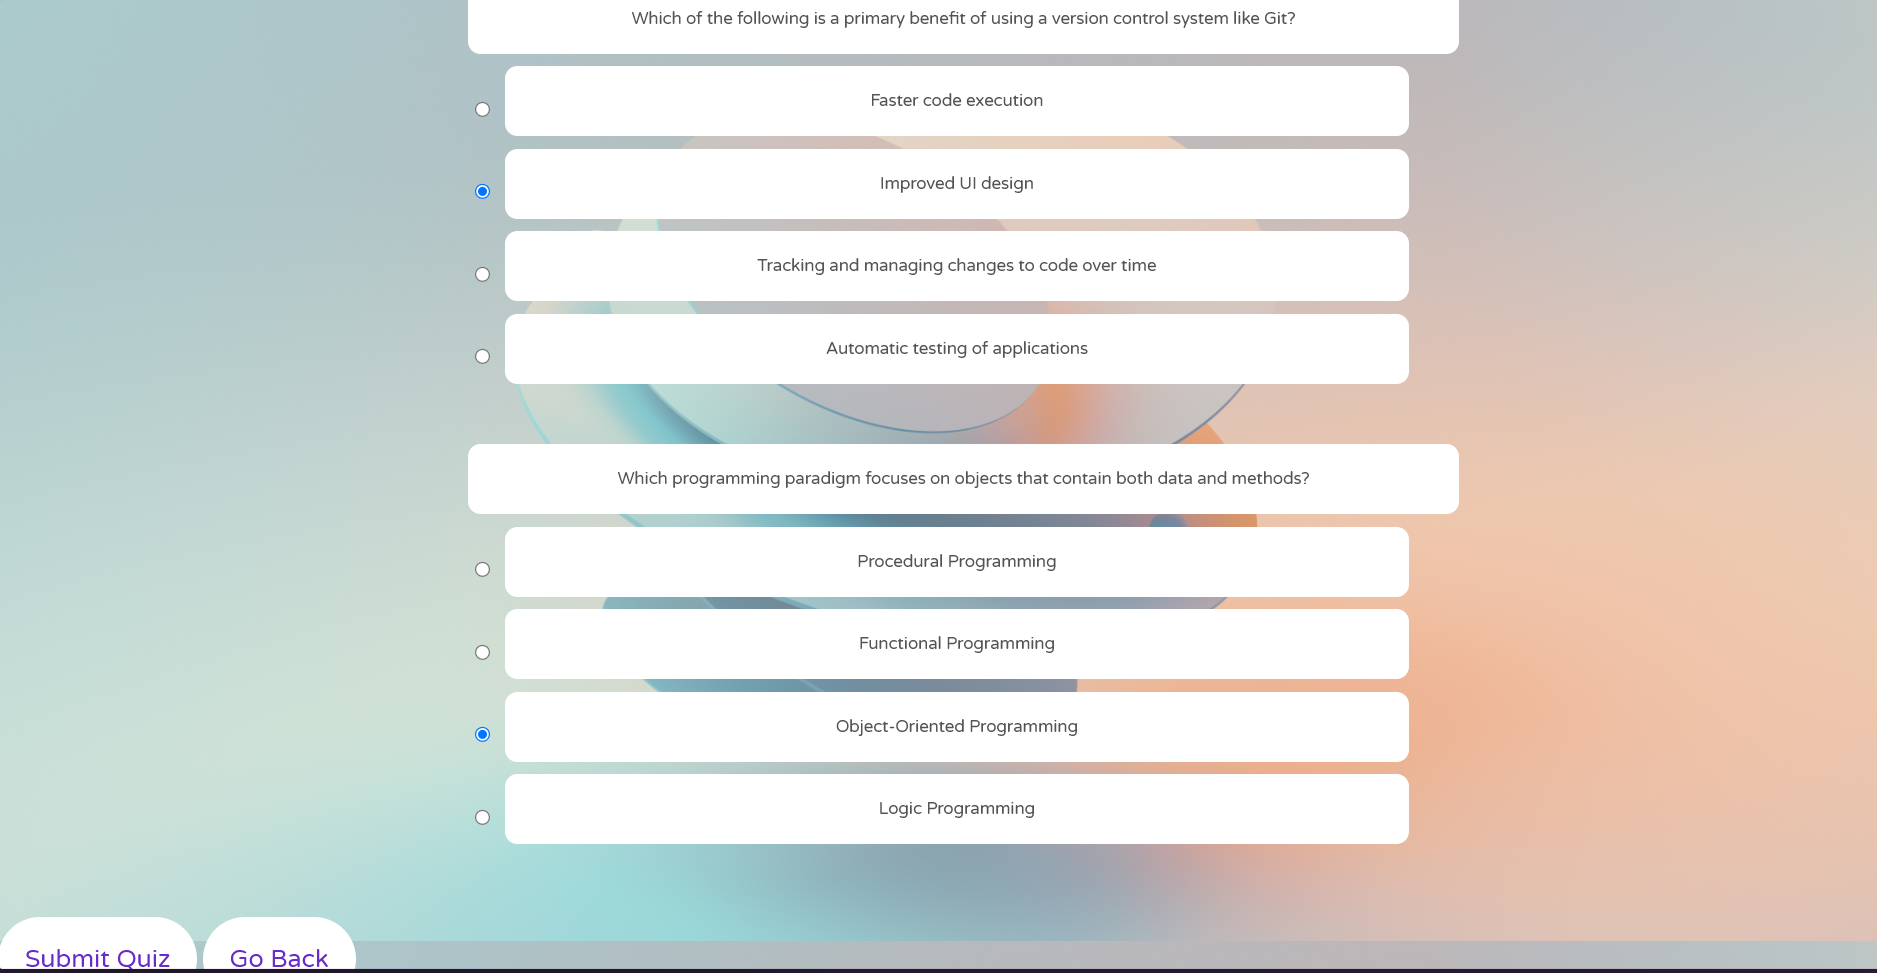 Which of the following is a primary benefit of using a version control system like Git?
Faster code execution
Improved UI design
Tracking and managing changes to code over time
Automatic testing of applications
Which programming paradigm focuses on objects that contain both data and methods?
Procedural Programming
Functional Programming
Object-Oriented Programming
Logic Programming
Submit Quiz
Go Back